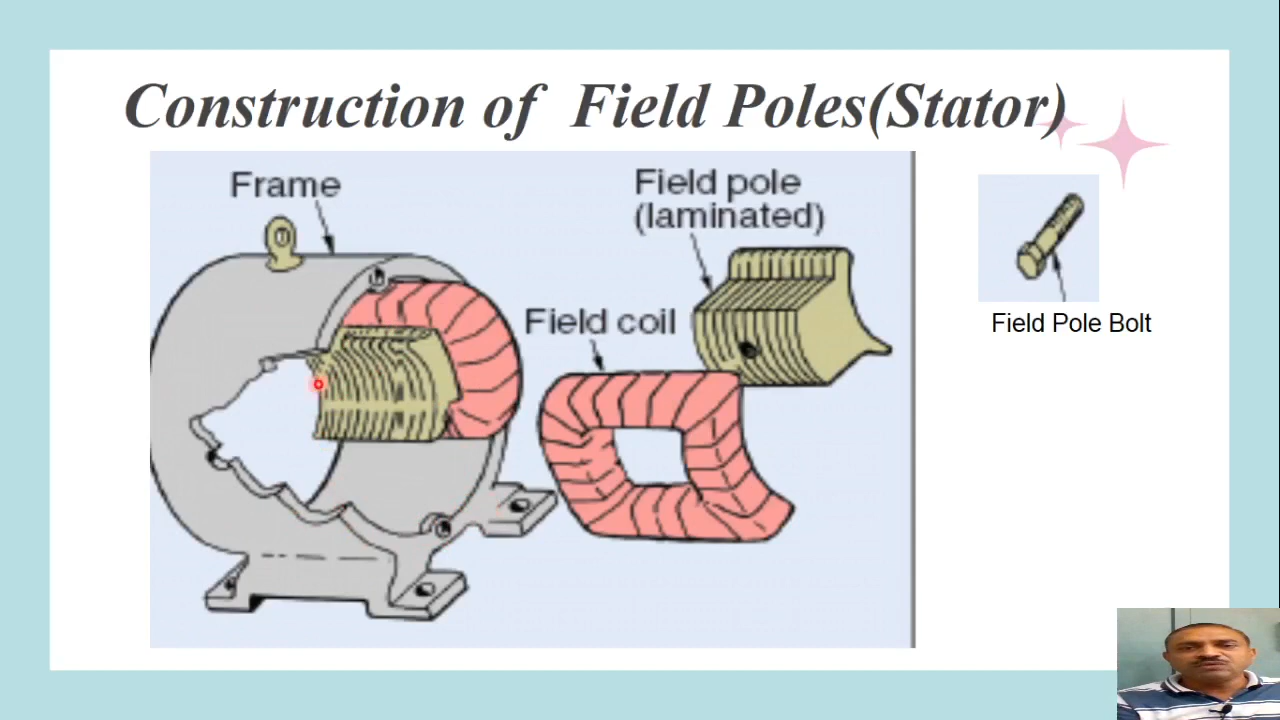 Construction of Field Poles(Stator)
Frame
Field pole
(laminated)
Field coil
Field Pole Bolt